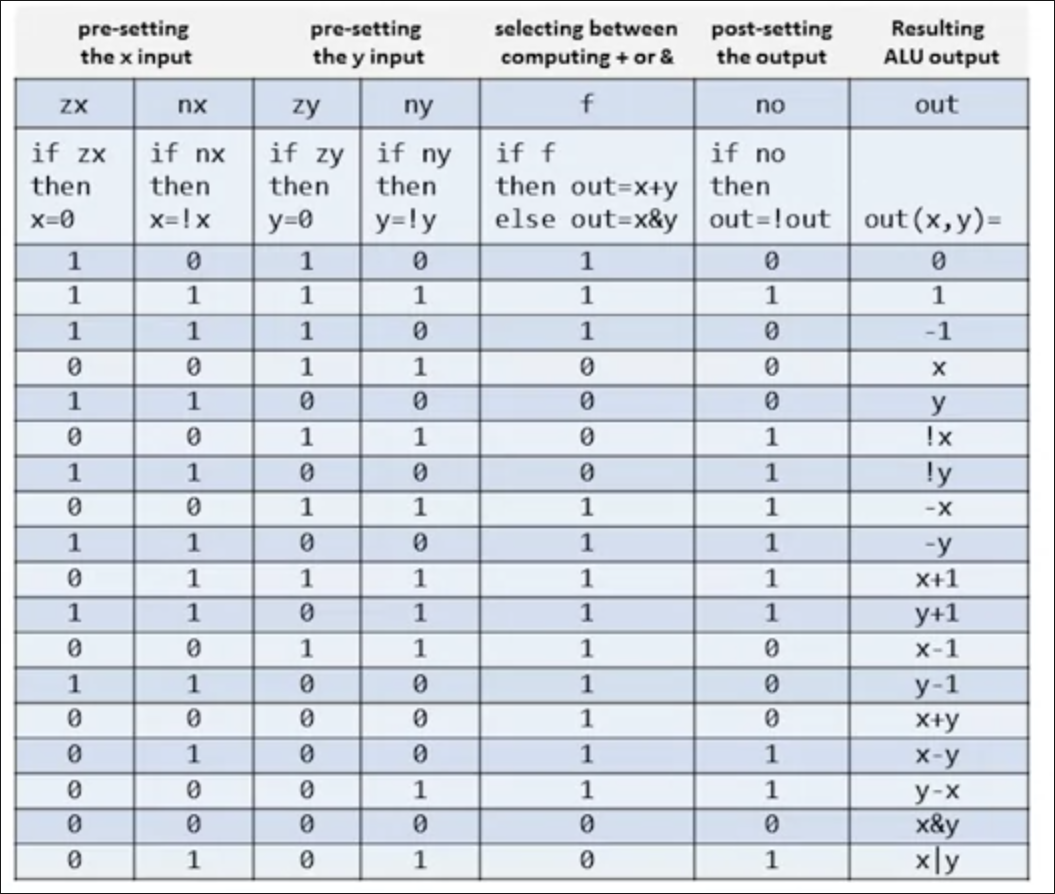 pre-setting the x input pre-setting the y input selecting between computing + or & post-setting the output Resulting ALU output
zx nx zy ny f no out
if zx then x=0 if nx then x=!x if zy then y=0 if ny then y=!y if f then out=x+y else out=x&y if no then out=!out out(x,y)=
1 0 1 0 1 0 0
1 1 1 1 1 1 1
1 1 1 0 1 0 -1
0 0 1 1 0 0 x
1 1 0 0 0 0 y
0 0 1 1 0 1 !x
1 1 0 0 0 1 !y
0 0 1 1 1 1 -x
1 1 0 0 1 1 -y
0 1 1 1 1 1 x+1
1 1 0 1 1 1 y+1
0 0 1 1 1 0 x-1
1 1 0 0 1 0 y-1
0 0 0 0 1 0 x+y
0 1 0 0 1 1 x-y
0 0 0 1 1 1 y-x
0 0 0 0 0 0 x&y
0 1 0 1 0 1 x|y